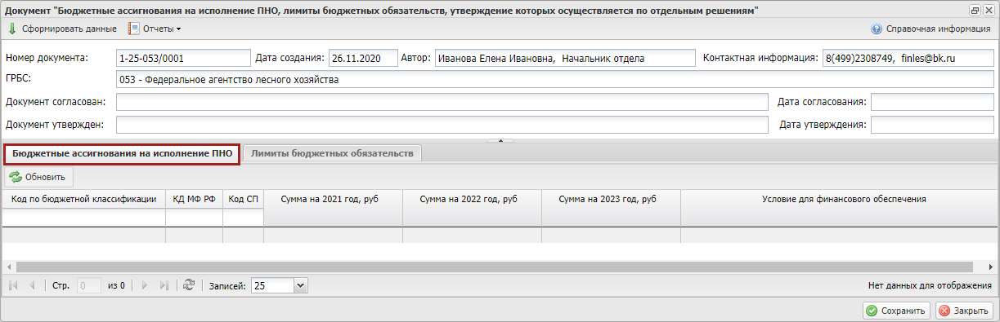 Документ "Бюджетные ассигнования на исполнение ПНО, лимиты бюджетных обязательств, утверждение которых осуществляется по отдельным решениям"
Сформировать данные Отчеты Справочная информация
Номер документа: 1-25-053/0001 Дата создания: 26.11.2020 Автор: Иванова Елена Ивановна, Начальник отдела Контактная информация: 8(499)2308749, finles@bk.ru
ГРБС: 053 - Федеральное агентство лесного хозяйства
Документ согласован: Дата согласования:
Документ утвержден: Дата утверждения:
Бюджетные ассигнования на исполнение ПНО Лимиты бюджетных обязательств
Обновить
Код по бюджетной классификации КД МФ РФ Код СП Сумма на 2021 год, руб Сумма на 2022 год, руб Сумма на 2023 год, руб Условие для финансового обеспечения
Стр. 0 из 0 Записей: 25 Нет данных для отображения
Сохранить Закрыть